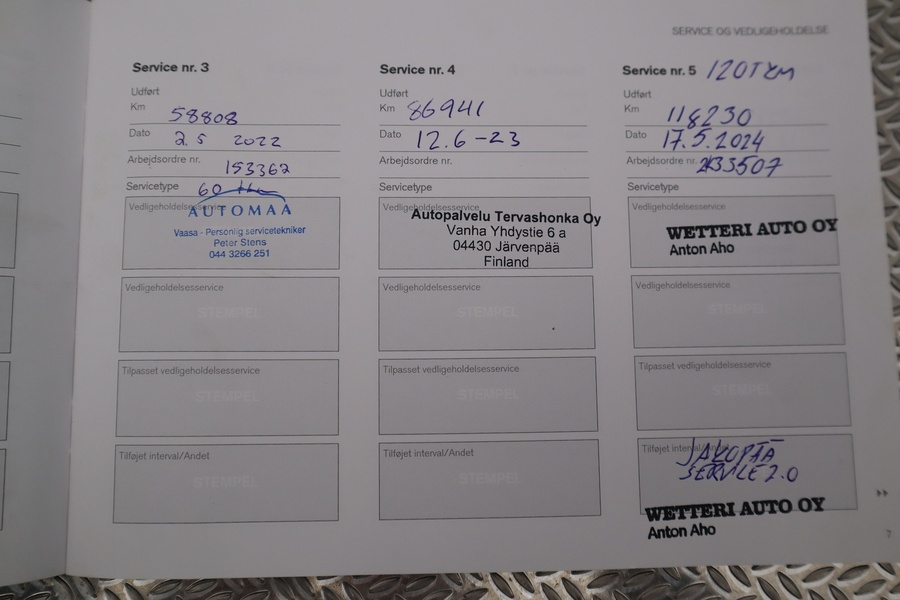 SERVICE OG VEDLIGEHOLDELSE
Service nr. 3
Udført
Km 58808
Dato 2.5 2022
Arbejdsordre nr. 153362
Servicetype 60
Vedligeholdelsesservice
AUTOMAA
Vaasa - Personlig servicetekniker
Peter Stens
044 3266 251
Vedligeholdelsesservice
STEMPEL
Tilpasset vedligeholdelsesservice
STEMPEL
Tilføjet interval/Andet
STEMPEL
Service nr. 4
Udført
Km 86941
Dato 12.6-23
Arbejdsordre nr.
Servicetype
Vedligeholdelsesservice
Autopalvelu Tervashonka Oy
Vanha Yhdystie 6 a
04430 Järvenpää
Finland
Vedligeholdelsesservice
STEMPEL
Tilpasset vedligeholdelsesservice
STEMPEL
Tilføjet interval/Andet
STEMPEL
Service nr. 5 120TKM
Udført
Km 118230
Dato 17.5.2024
Arbejdsordre nr.
Servicetype
Vedligeholdelsesservice
WETTERI AUTO OY
Anton Aho
Vedligeholdelsesservice
STEMPEL
Tilpasset vedligeholdelsesservice
STEMPEL
Tilføjet interval/Andet
SERVICE 2.0
WETTERI AUTO OY
Anton Aho
7